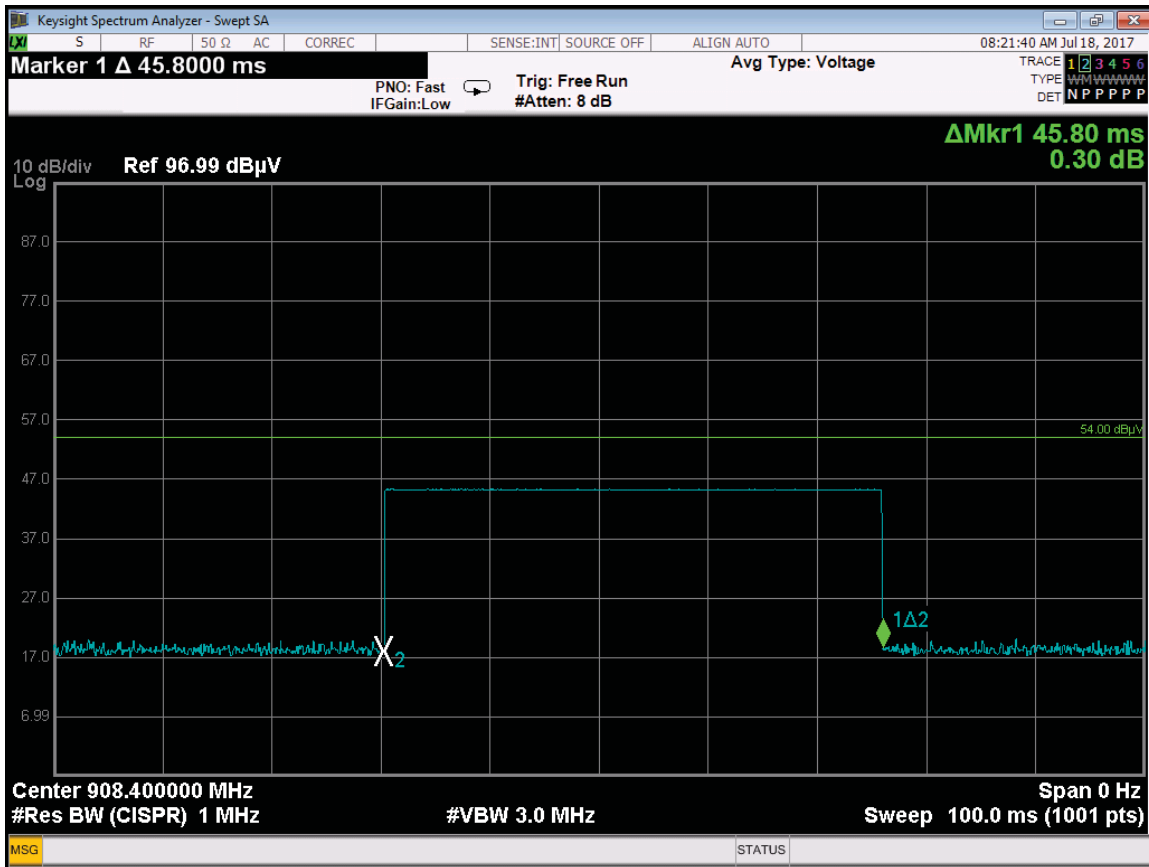 Keysight Spectrum Analyzer - Swept SA
LXI S RF 50 Ω AC CORREC SENSE:INT SOURCE OFF ALIGN AUTO 08:21:40 AM Jul 18, 2017
Marker 1 Δ 45.8000 ms
Avg Type: Voltage
TRACE 1 2 3 4 5 6
PNO: Fast
Trig: Free Run
TYPE WMWWWW
IFGain:Low
#Atten: 8 dB
DET N P P P P P
ΔMkr1 45.80 ms
0.30 dB
10 dB/div Ref 96.99 dBµV
Log
87.0
77.0
67.0
57.0
54.00 dBµV
47.0
37.0
27.0
1Δ2
17.0
X2
6.99
Center 908.400000 MHz Span 0 Hz
#Res BW (CISPR) 1 MHz #VBW 3.0 MHz Sweep 100.0 ms (1001 pts)
MSG STATUS